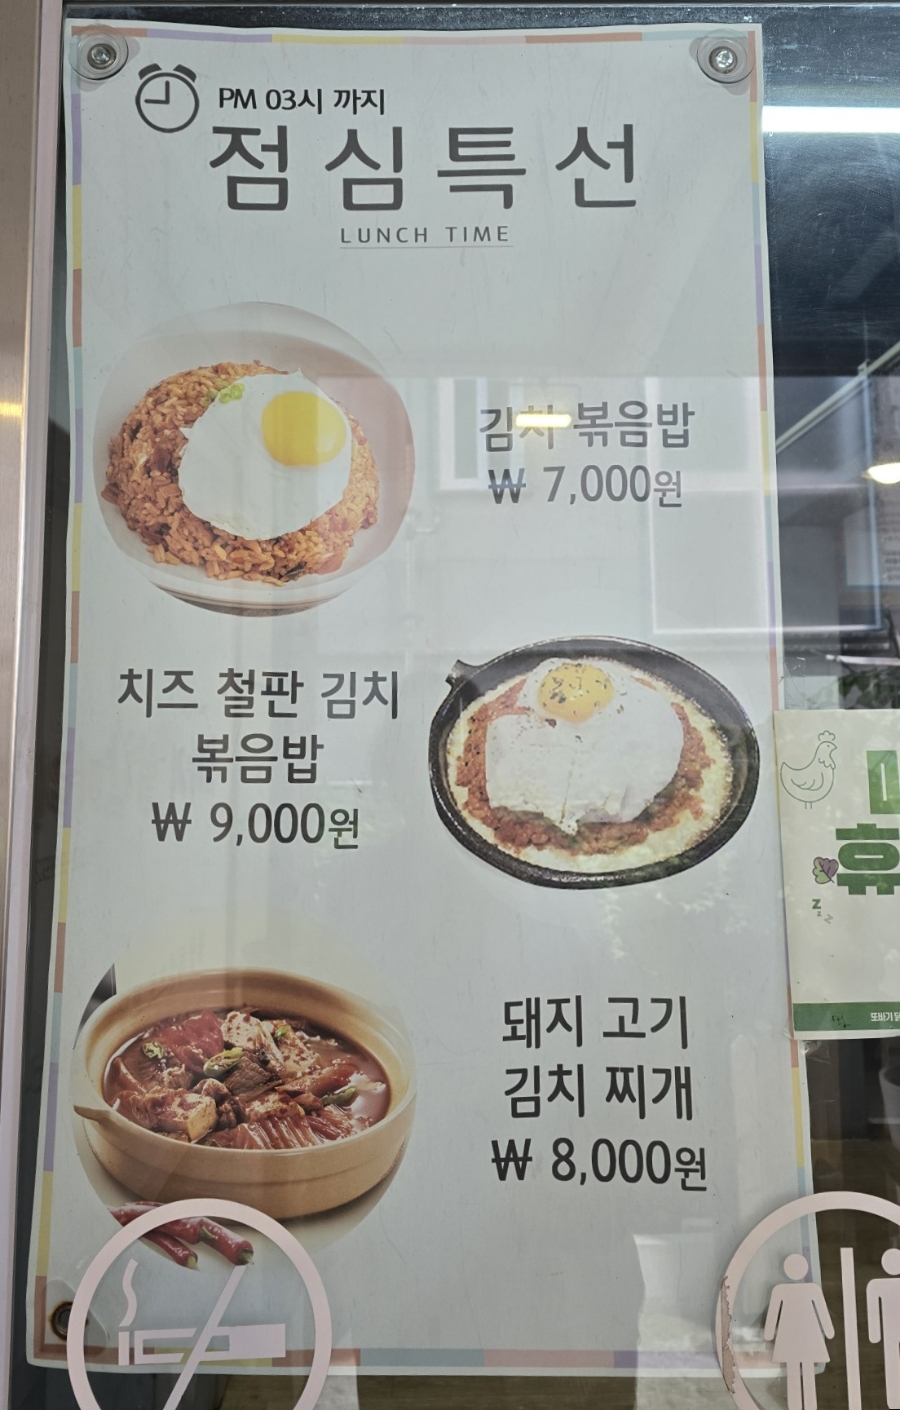 PM 03시 까지
점심특선
LUNCH TIME
김치 볶음밥
₩ 7,000원
치즈 철판 김치
볶음밥
₩ 9,000원
돼지 고기
김치 찌개
₩ 8,000원
휴
z
z
z